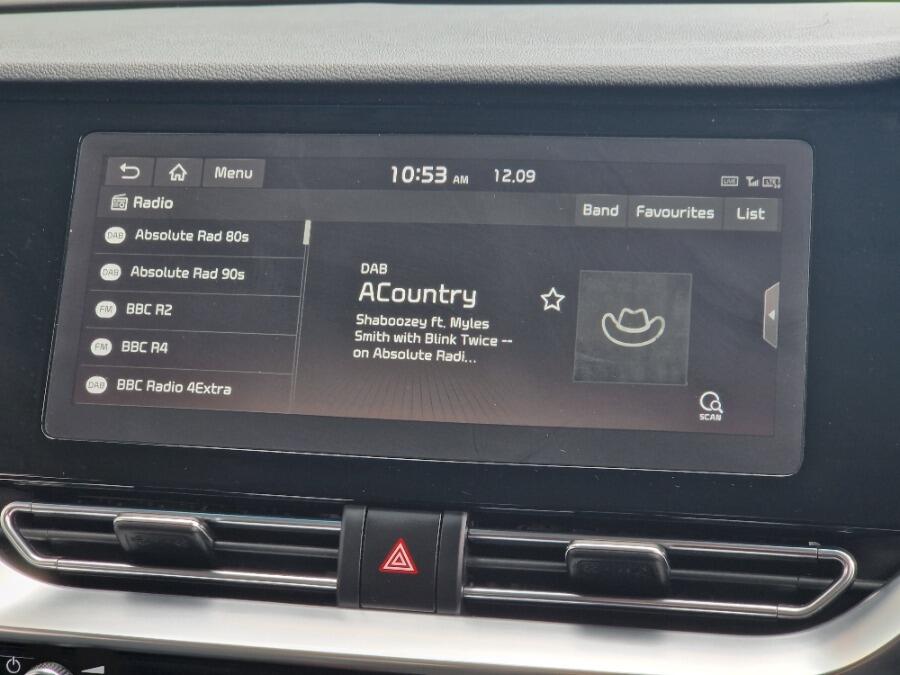 Menu
10:53 AM 12.09
LIVE LTE
Radio
Band Favourites List
DAB Absolute Rad 80s
DAB Absolute Rad 90s
FM BBC R2
FM BBC R4
DAB BBC Radio 4Extra
DAB
ACountry
Shaboozey ft. Myles
Smith with Blink Twice --
on Absolute Radi...
SCAN